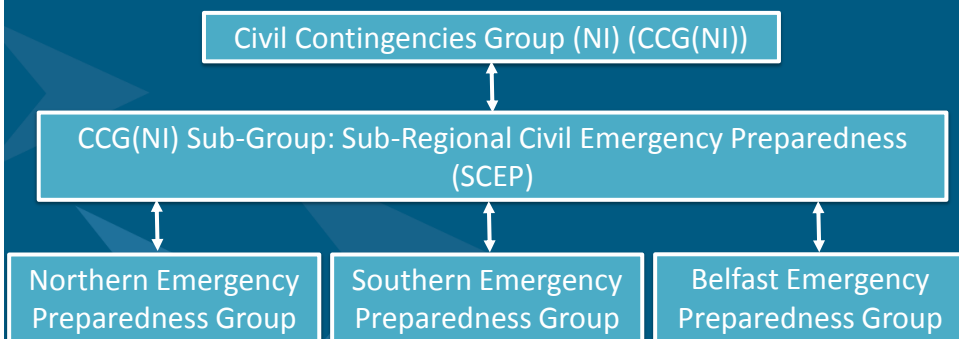 Civil Contingencies Group (NI) (CCG(NI))
CCG(NI) Sub-Group: Sub-Regional Civil Emergency Preparedness
(SCEP)
Northern Emergency
Preparedness Group
Southern Emergency
Preparedness Group
Belfast Emergency
Preparedness Group